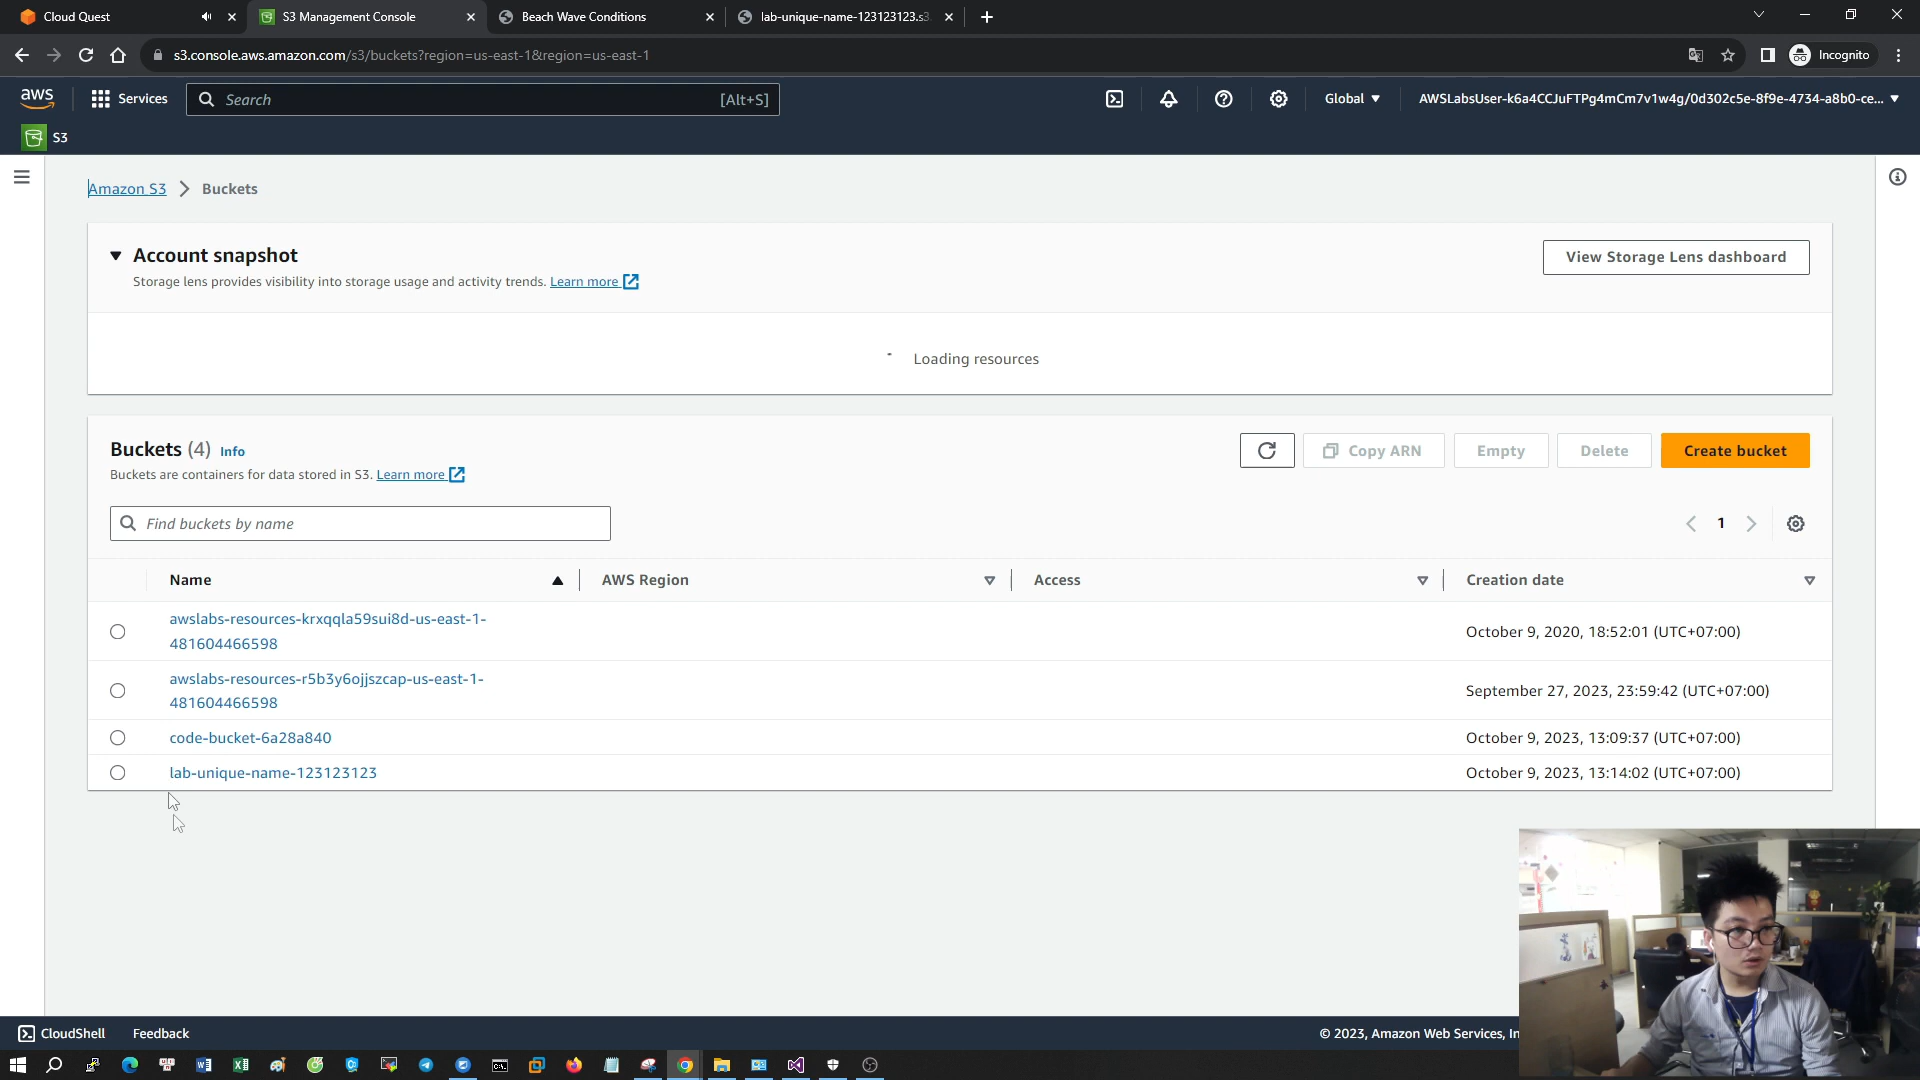 Cloud Quest
S3 Management Console
Beach Wave Conditions
lab-unique-name-123123123.s3.
s3.console.aws.amazon.com/s3/buckets?region=us-east-1&region=us-east-1
Incognito
aws
Services
Search
[Alt+S]
Global
AWSLabsUser-k6a4CCJuFTPg4mCm7v1w4g/0d302c5e-8f9e-4734-a8b0-ce...
S3
Amazon S3
Buckets
Account snapshot
View Storage Lens dashboard
Storage lens provides visibility into storage usage and activity trends. Learn more
Loading resources
Buckets (4) Info
Copy ARN
Empty
Delete
Create bucket
Buckets are containers for data stored in S3. Learn more
Find buckets by name
1
Name
AWS Region
Access
Creation date
awslabs-resources-krxqqla59sui8d-us-east-1-
481604466598
October 9, 2020, 18:52:01 (UTC+07:00)
awslabs-resources-r5b3y6ojjszcap-us-east-1-
481604466598
September 27, 2023, 23:59:42 (UTC+07:00)
code-bucket-6a28a840
October 9, 2023, 13:09:37 (UTC+07:00)
lab-unique-name-123123123
October 9, 2023, 13:14:02 (UTC+07:00)
CloudShell
Feedback
© 2023, Amazon Web Services, In